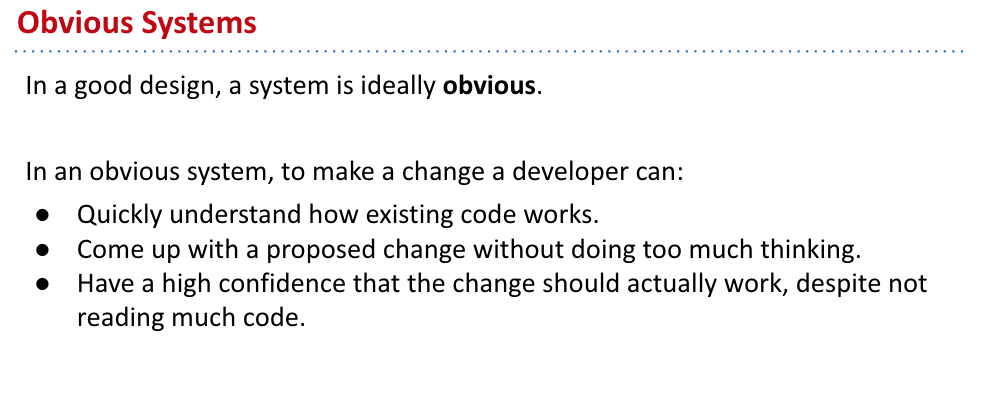 Obvious Systems
In a good design, a system is ideally obvious.
In an obvious system, to make a change a developer can:
● Quickly understand how existing code works.
● Come up with a proposed change without doing too much thinking.
● Have a high confidence that the change should actually work, despite not
reading much code.